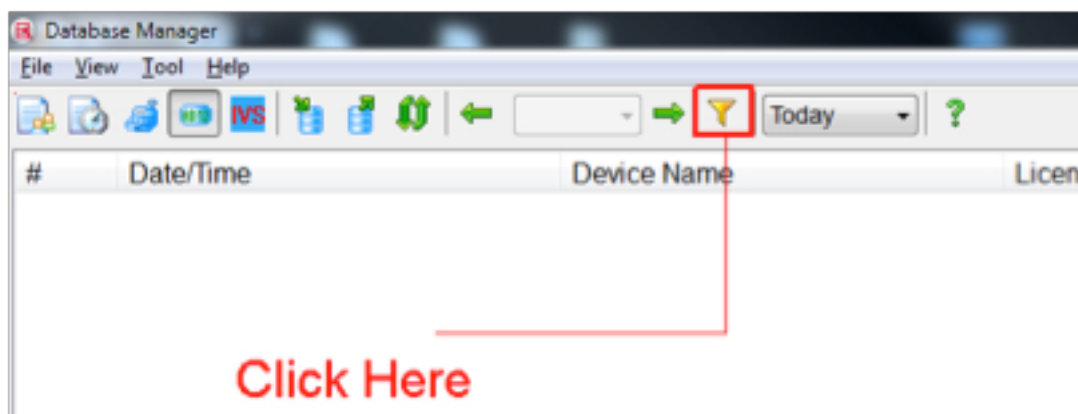 Database Manager
File View Tool Help
IVS Today ?
# Date/Time Device Name Licen
Click Here